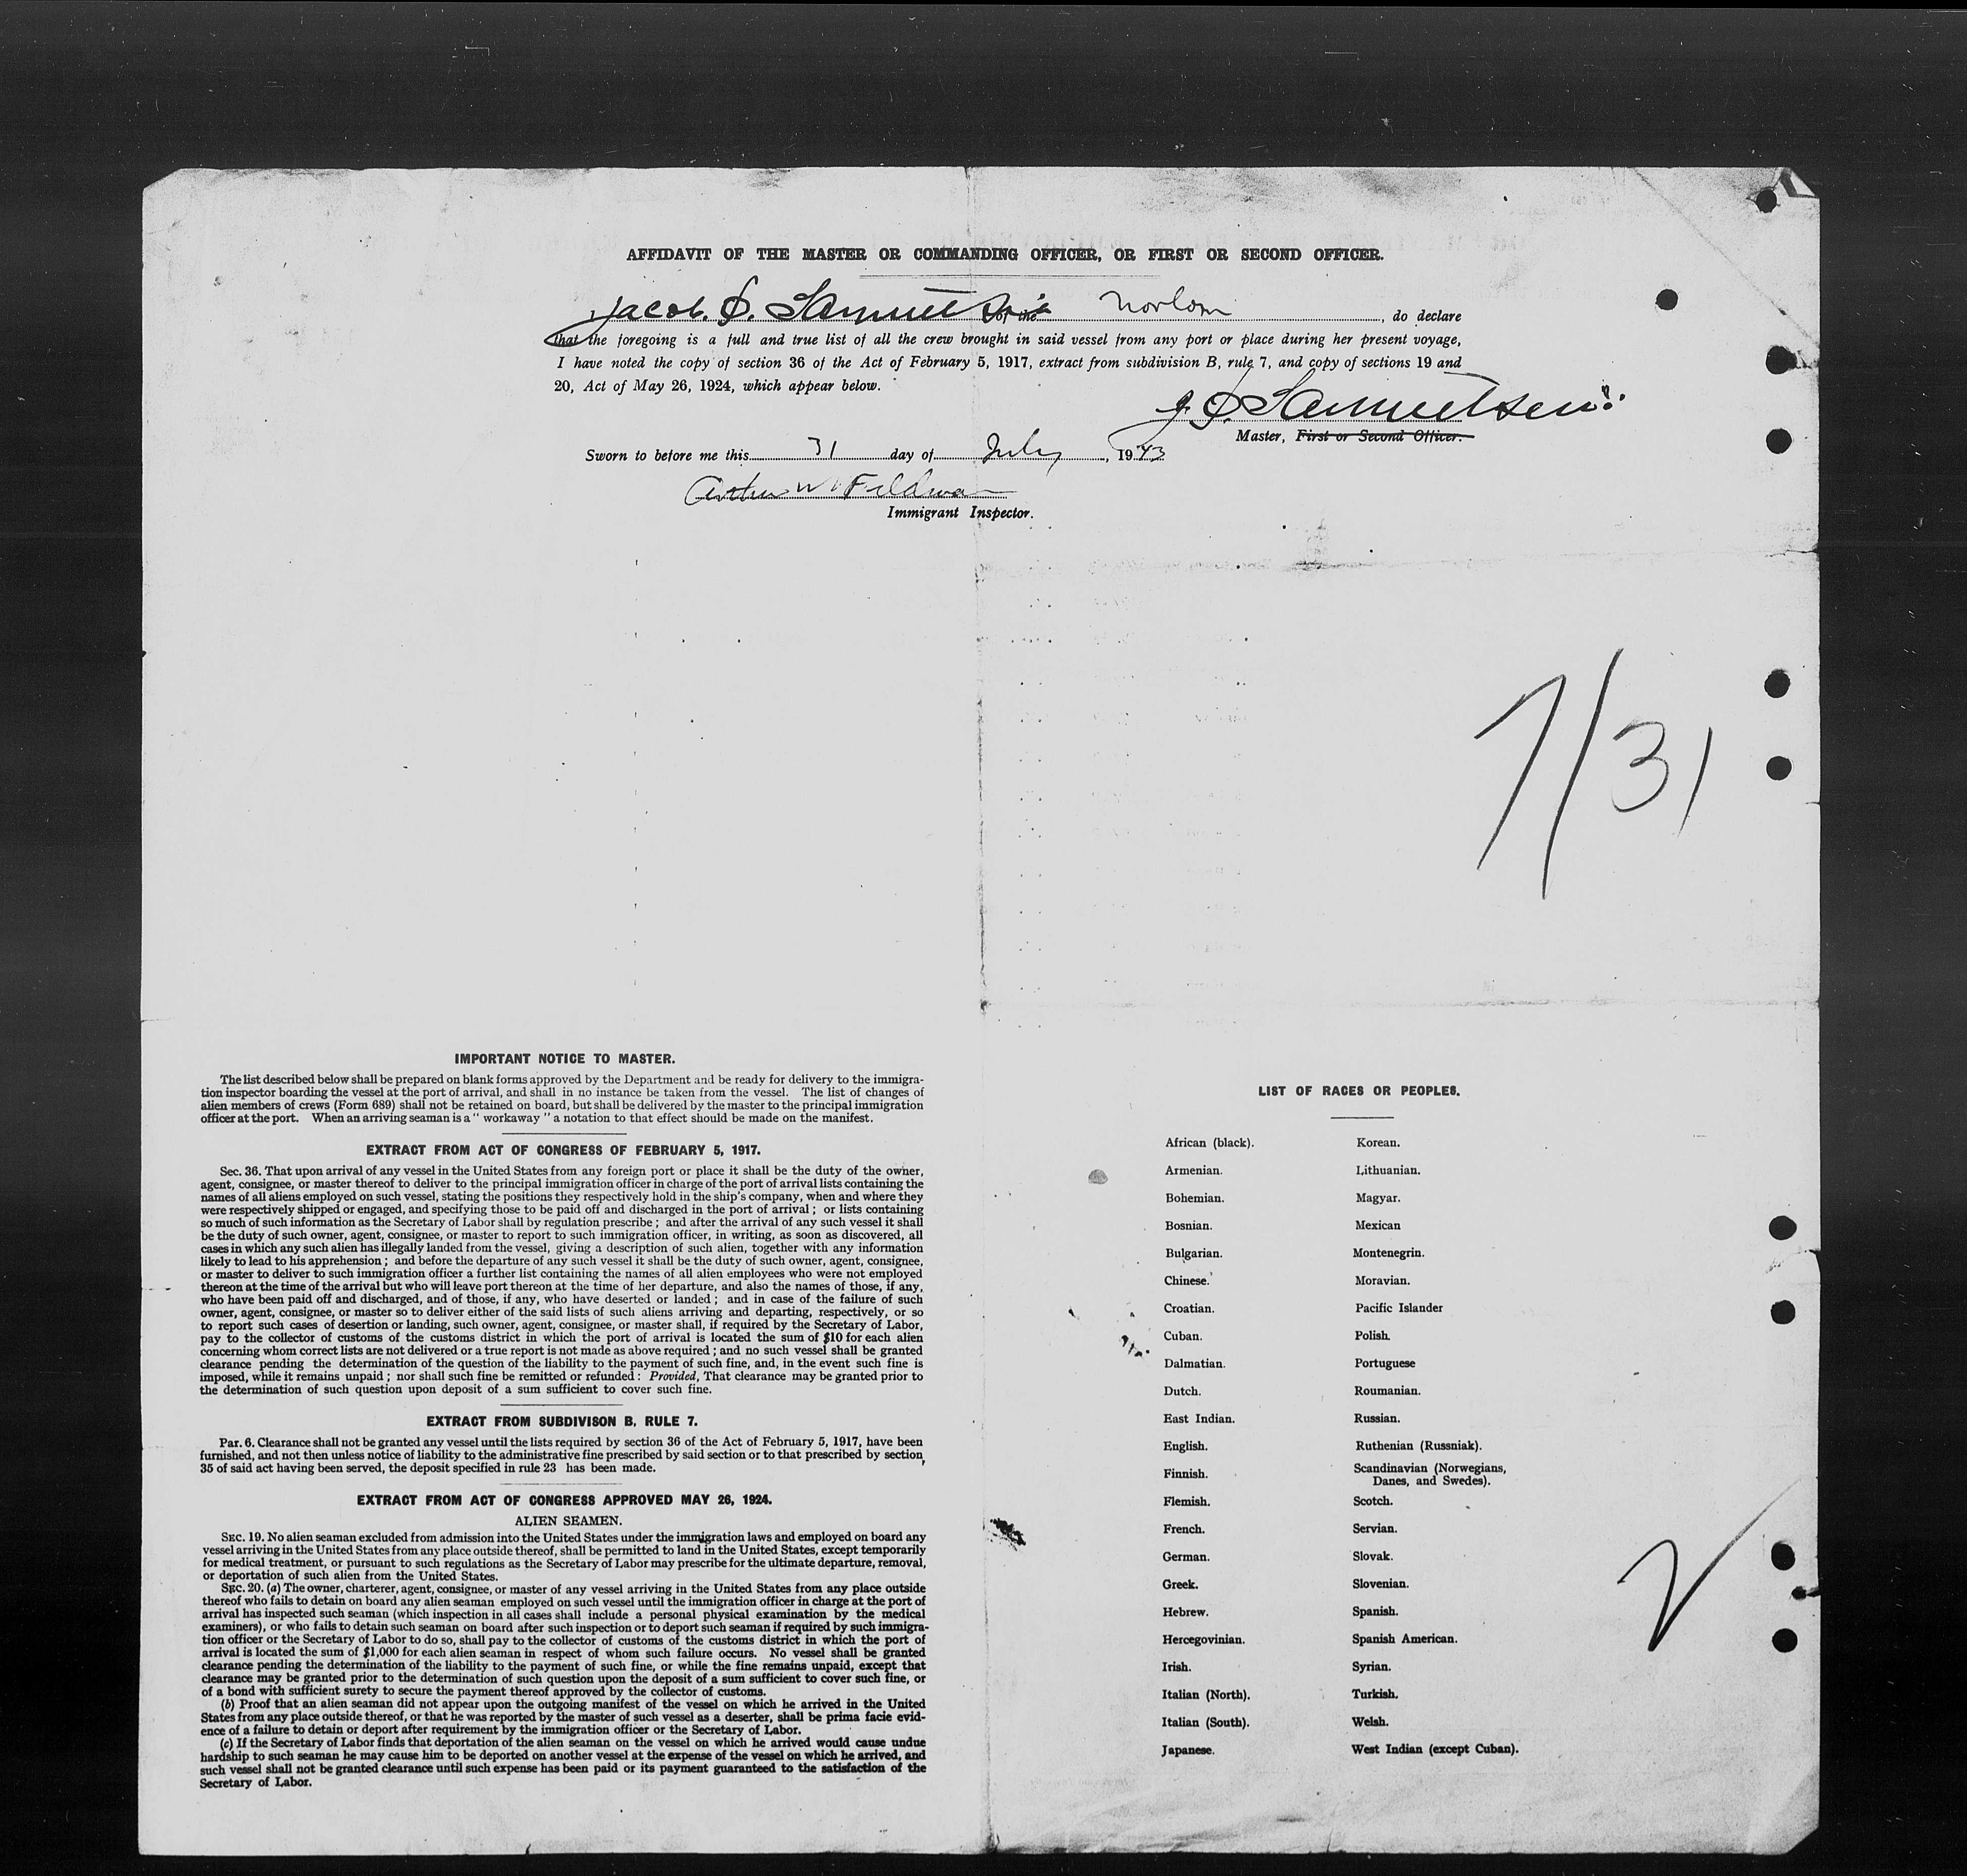 AFFIDAVIT OF THE MASTER OR COMMANDING OFFICER, OR FIRST OR SECOND OFFICER.
Jacob. Ø. Samuelsen of the Norlom, do declare
that the foregoing is a full and true list of all the crew brought in said vessel from any port or place during her present voyage,
I have noted the copy of section 36 of the Act of February 5, 1917, extract from subdivision B, rule 7, and copy of sections 19 and
20, Act of May 26, 1924, which appear below.
J. Ø. Samuelsen
Master, First or Second Officer.
Sworn to before me this 31 day of July, 1943
Arthur W Feldman
Immigrant Inspector.
7/31
IMPORTANT NOTICE TO MASTER.
The list described below shall be prepared on blank forms approved by the Department and be ready for delivery to the immigra-
tion inspector boarding the vessel at the port of arrival, and shall in no instance be taken from the vessel. The list of changes of
alien members of crews (Form 689) shall not be retained on board, but shall be delivered by the master to the principal immigration
officer at the port. When an arriving seaman is a " workaway " a notation to that effect should be made on the manifest.
EXTRACT FROM ACT OF CONGRESS OF FEBRUARY 5, 1917.
Sec. 36. That upon arrival of any vessel in the United States from any foreign port or place it shall be the duty of the owner,
agent, consignee, or master thereof to deliver to the principal immigration officer in charge of the port of arrival lists containing the
names of all aliens employed on such vessel, stating the positions they respectively hold in the ship's company, when and where they
were respectively shipped or engaged, and specifying those to be paid off and discharged in the port of arrival ; or lists containing
so much of such information as the Secretary of Labor shall by regulation prescribe ; and after the arrival of any such vessel it shall
be the duty of such owner, agent, consignee, or master to report to such immigration officer, in writing, as soon as discovered, all
cases in which any such alien has illegally landed from the vessel, giving a description of such alien, together with any information
likely to lead to his apprehension ; and before the departure of any such vessel it shall be the duty of such owner, agent, consignee,
or master to deliver to such immigration officer a further list containing the names of all alien employees who were not employed
thereon at the time of the arrival but who will leave port thereon at the time of her departure, and also the names of those, if any,
who have been paid off and discharged, and of those, if any, who have deserted or landed ; and in case of the failure of such
owner, agent, consignee, or master so to deliver either of the said lists of such aliens arriving and departing, respectively, or so
to report such cases of desertion or landing, such owner, agent, consignee, or master shall, if required by the Secretary of Labor,
pay to the collector of customs of the customs district in which the port of arrival is located the sum of $10 for each alien
concerning whom correct lists are not delivered or a true report is not made as above required ; and no such vessel shall be granted
clearance pending the determination of the question of the liability to the payment of such fine, and, in the event such fine is
imposed, while it remains unpaid ; nor shall such fine be remitted or refunded : Provided, That clearance may be granted prior to
the determination of such question upon deposit of a sum sufficient to cover such fine.
EXTRACT FROM SUBDIVISON B, RULE 7.
Par. 6. Clearance shall not be granted any vessel until the lists required by section 36 of the Act of February 5, 1917, have been
furnished, and not then unless notice of liability to the administrative fine prescribed by said section or to that prescribed by section
35 of said act having been served, the deposit specified in rule 23 has been made.
EXTRACT FROM ACT OF CONGRESS APPROVED MAY 26, 1924.
ALIEN SEAMEN.
SEC. 19. No alien seaman excluded from admission into the United States under the immigration laws and employed on board any
vessel arriving in the United States from any place outside thereof, shall be permitted to land in the United States, except temporarily
for medical treatment, or pursuant to such regulations as the Secretary of Labor may prescribe for the ultimate departure, removal,
or deportation of such alien from the United States.
SEC. 20. (a) The owner, charterer, agent, consignee, or master of any vessel arriving in the United States from any place outside
thereof who fails to detain on board any alien seaman employed on such vessel until the immigration officer in charge at the port of
arrival has inspected such seaman (which inspection in all cases shall include a personal physical examination by the medical
examiners), or who fails to detain such seaman on board after such inspection or to deport such seaman if required by such immigra-
tion officer or the Secretary of Labor to do so, shall pay to the collector of customs of the customs district in which the port of
arrival is located the sum of $1,000 for each alien seaman in respect of whom such failure occurs. No vessel shall be granted
clearance pending the determination of the liability to the payment of such fine, or while the fine remains unpaid, except that
clearance may be granted prior to the determination of such question upon the deposit of a sum sufficient to cover such fine, or
of a bond with sufficient surety to secure the payment thereof approved by the collector of customs.
(b) Proof that an alien seaman did not appear upon the outgoing manifest of the vessel on which he arrived in the United
States from any place outside thereof, or that he was reported by the master of such vessel as a deserter, shall be prima facie evid-
ence of a failure to detain or deport after requirement by the immigration officer or the Secretary of Labor.
(c) If the Secretary of Labor finds that deportation of the alien seaman on the vessel on which he arrived would cause undue
hardship to such seaman he may cause him to be deported on another vessel at the expense of the vessel on which he arrived, and
such vessel shall not be granted clearance until such expense has been paid or its payment guaranteed to the satisfaction of the
Secretary of Labor.
LIST OF RACES OR PEOPLES.
African (black).
Armenian.
Bohemian.
Bosnian.
Bulgarian.
Chinese.
Croatian.
Cuban.
Dalmatian.
Dutch.
East Indian.
English.
Finnish.
Flemish.
French.
German.
Greek.
Hebrew.
Hercegovinian.
Irish.
Italian (North).
Italian (South).
Japanese.
Korean.
Lithuanian.
Magyar.
Mexican
Montenegrin.
Moravian.
Pacific Islander
Polish.
Portuguese
Roumanian.
Russian.
Ruthenian (Russniak).
Scandinavian (Norwegians,
Danes, and Swedes).
Scotch.
Servian.
Slovak.
Slovenian.
Spanish.
Spanish American.
Syrian.
Turkish.
Welsh.
West Indian (except Cuban).